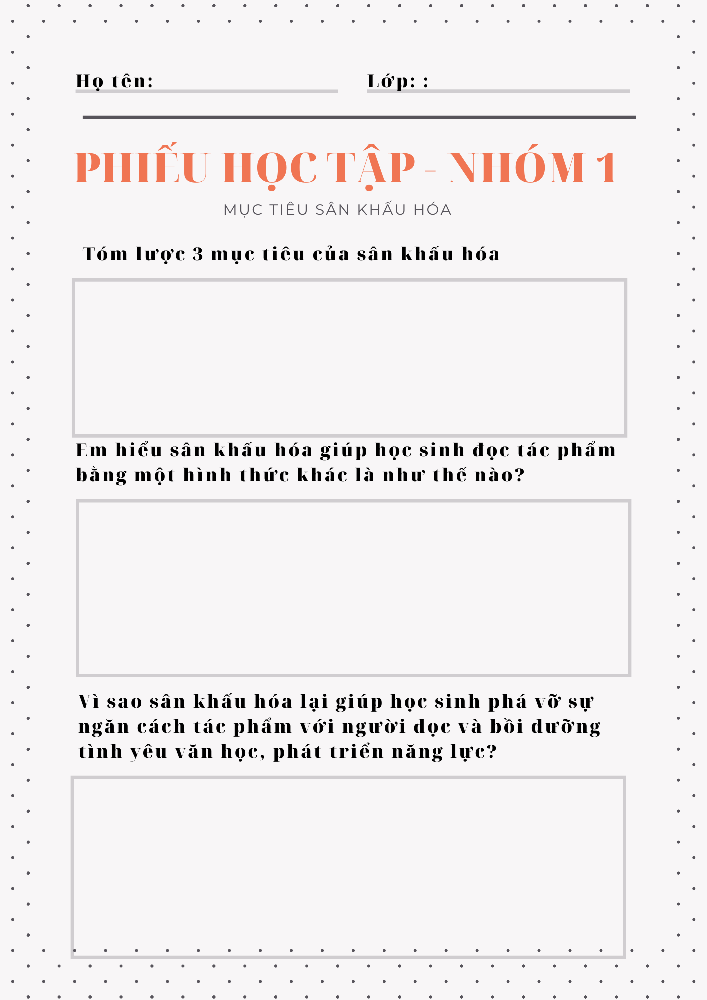 Họ tên:
Lớp: :
PHIẾU HỌC TẬP - NHÓM 1
MỤC TIÊU SÂN KHẤU HÓA
Tóm lược 3 mục tiêu của sân khấu hóa
Em hiểu sân khấu hóa giúp học sinh đọc tác phẩm
bằng một hình thức khác là như thế nào?
Vì sao sân khấu hóa lại giúp học sinh phá vỡ sự
ngăn cách tác phẩm với người đọc và bồi dưỡng
tình yêu văn học, phát triển năng lực?